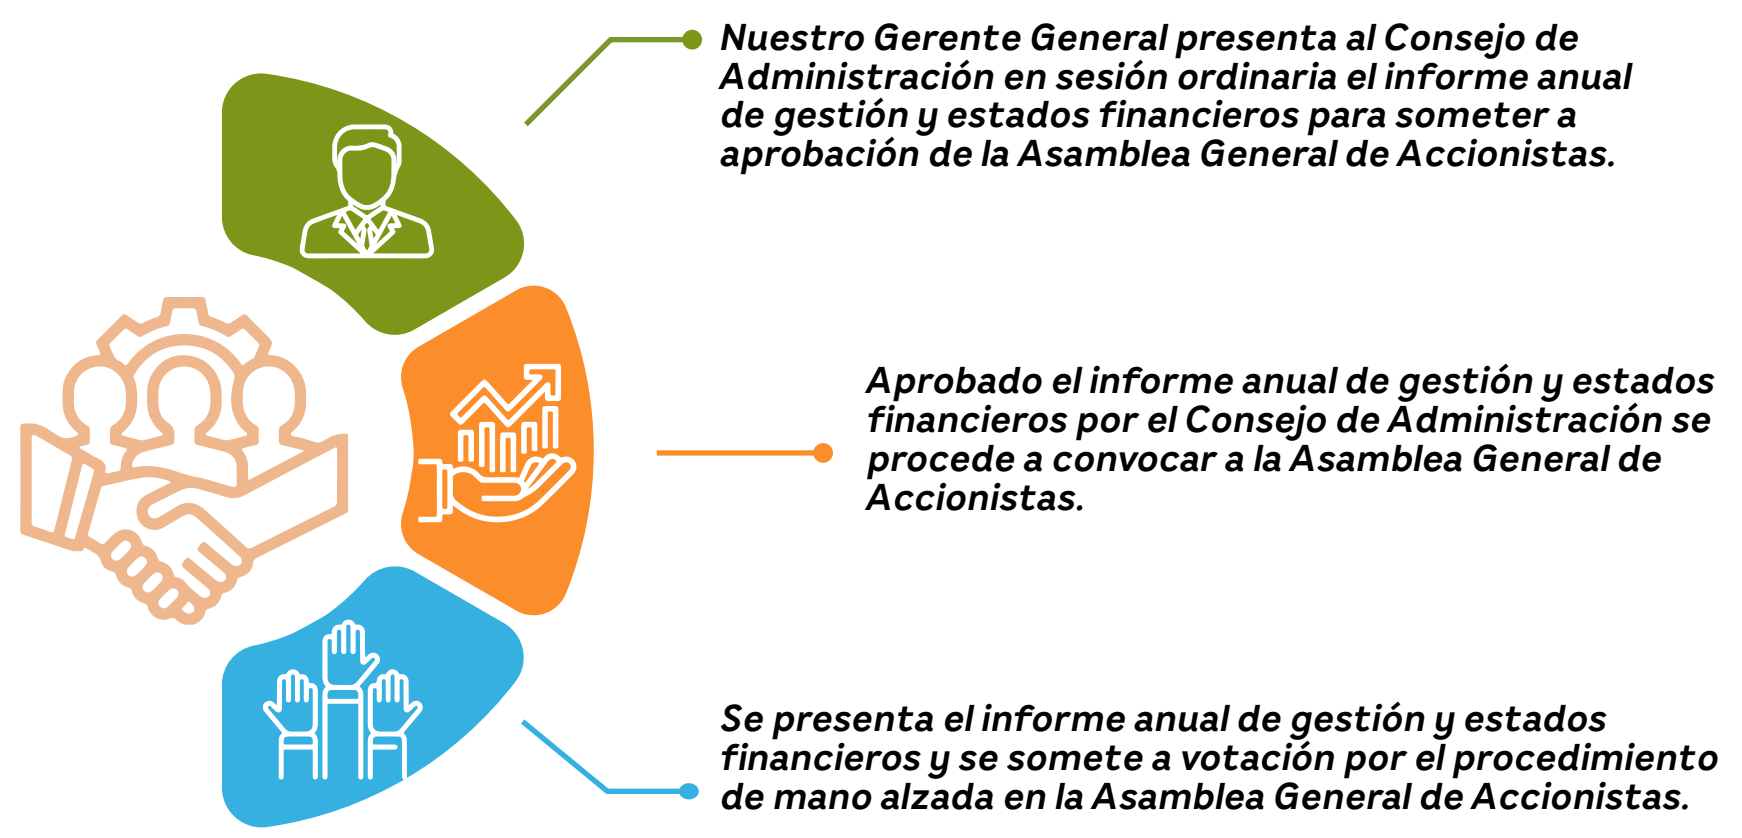 Nuestro Gerente General presenta al Consejo de
Administración en sesión ordinaria el informe anual
de gestión y estados financieros para someter a
aprobación de la Asamblea General de Accionistas.
Aprobado el informe anual de gestión y estados
financieros por el Consejo de Administración se
procede a convocar a la Asamblea General de
Accionistas.
Se presenta el informe anual de gestión y estados
financieros y se somete a votación por el procedimiento
de mano alzada en la Asamblea General de Accionistas.